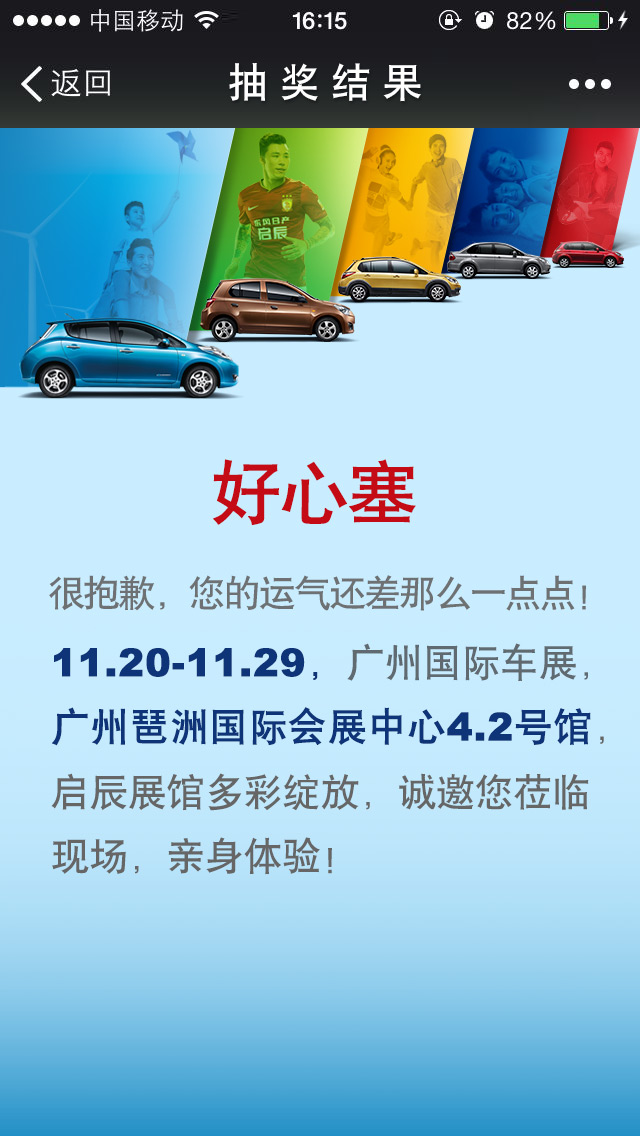 中国移动 16:15 82%
返回 抽奖结果
东风日产
启辰
好心塞
很抱歉，您的运气还差那么一点点！
11.20-11.29，广州国际车展，
广州琶洲国际会展中心4.2号馆，
启辰展馆多彩绽放，诚邀您莅临
现场，亲身体验！